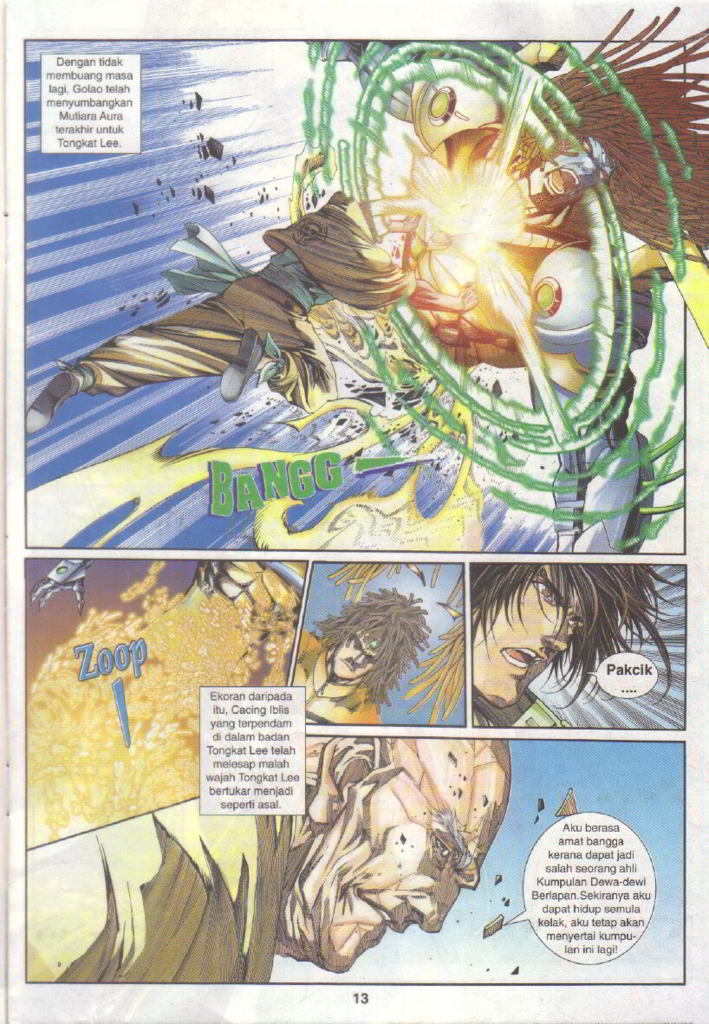 Dengan tidak
membuang masa
lagi, Golao telah
menyumbangkan
Mutiara Aura
terakhir untuk
Tongkat Lee.
BANGG
Zoop
Ekoran daripada
itu, Cacing Iblis
yang terpendam
di dalam badan
Tongkat Lee telah
melesap malah
wajah Tongkat Lee
bertukar menjadi
seperti asal.
Pakcik
....
Aku berasa
amat bangga
kerana dapat jadi
salah seorang ahli
Kumpulan Dewa-dewi
Berlapan.Sekiranya aku
dapat hidup semula
kelak, aku tetap akan
menyertai kumpu-
lan ini lagi!
13